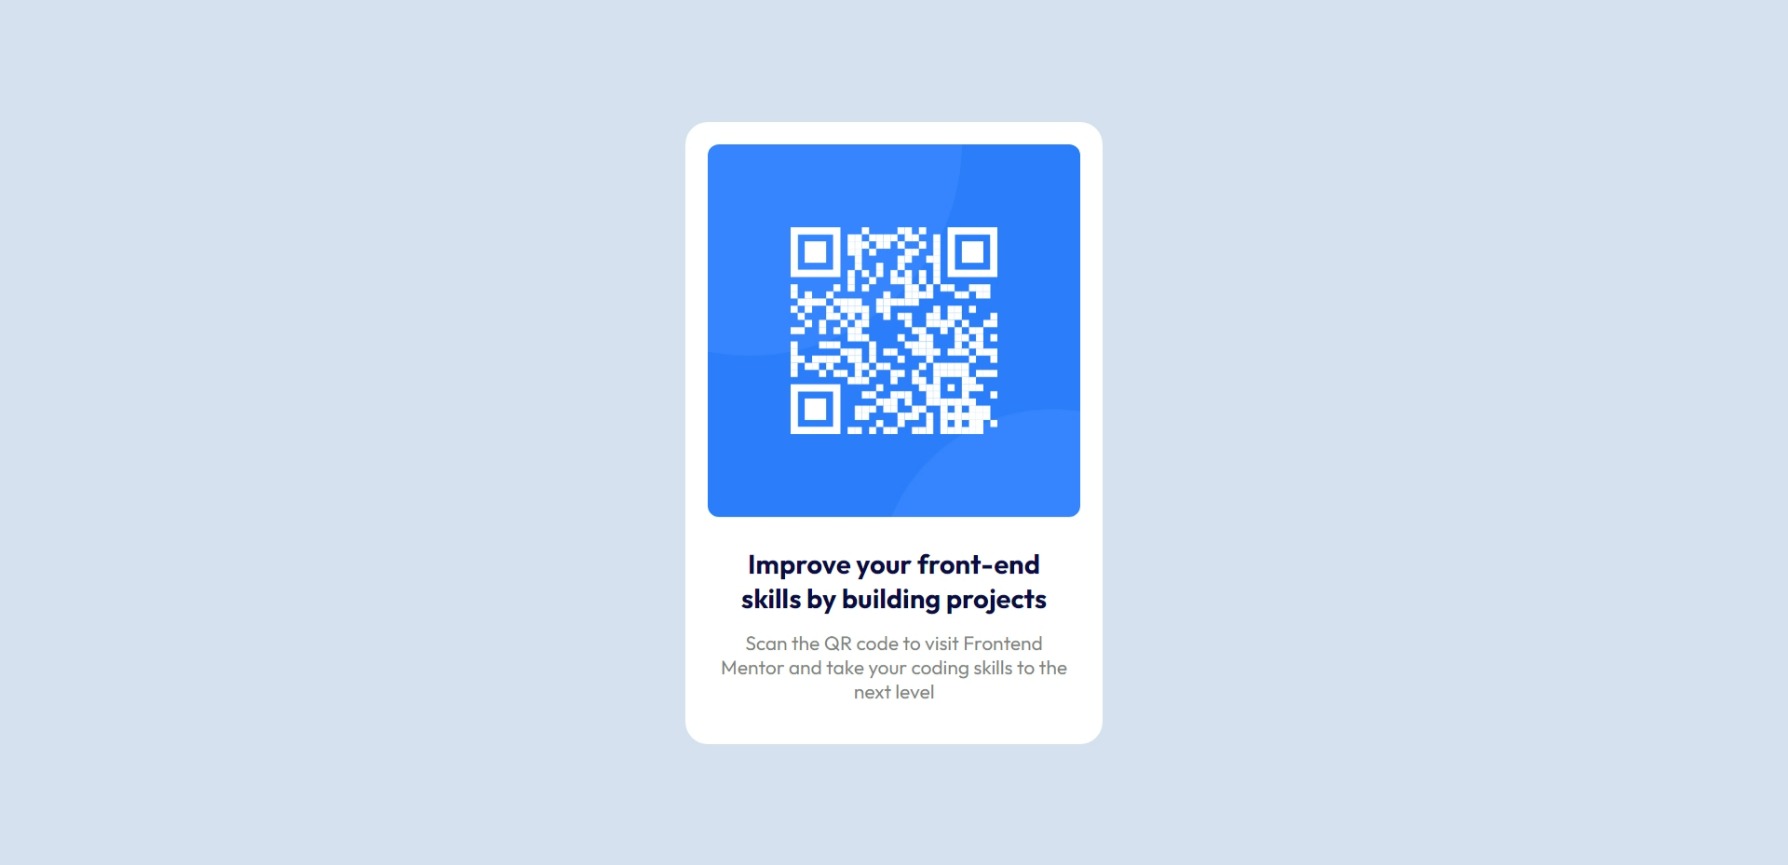 Improve your front-end
skills by building projects
Scan the QR code to visit Frontend
Mentor and take your coding skills to the
next level